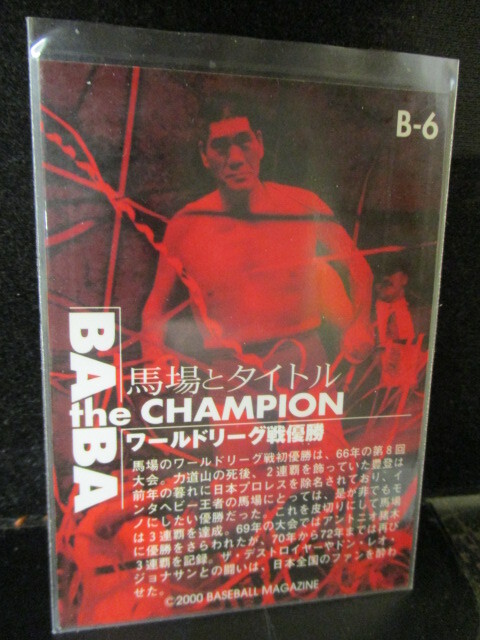 B-6
BABA
馬場とタイトル
the CHAMPION
ワールドリーグ戦優勝
馬場のワールドリーグ戦初優勝は、66年の第8回
大会。力道山の死後、2連覇を飾っていた豊登は
前年の暮れに日本プロレスを除名されており、イ
ンタヘビー王者の馬場にとっては、是が非でもモ
ノにしたい優勝だった。これを皮切りにして馬場
は3連覇を達成。69年の大会ではアントニオ猪木
に優勝をさらわれたが、70年から72年までは再び
3連覇を記録。ザ・デストロイヤーやドン・レオ・
ジョナサンとの闘いは、日本全国のファンを酔わ
せた。
©2000 BASEBALL MAGAZINE